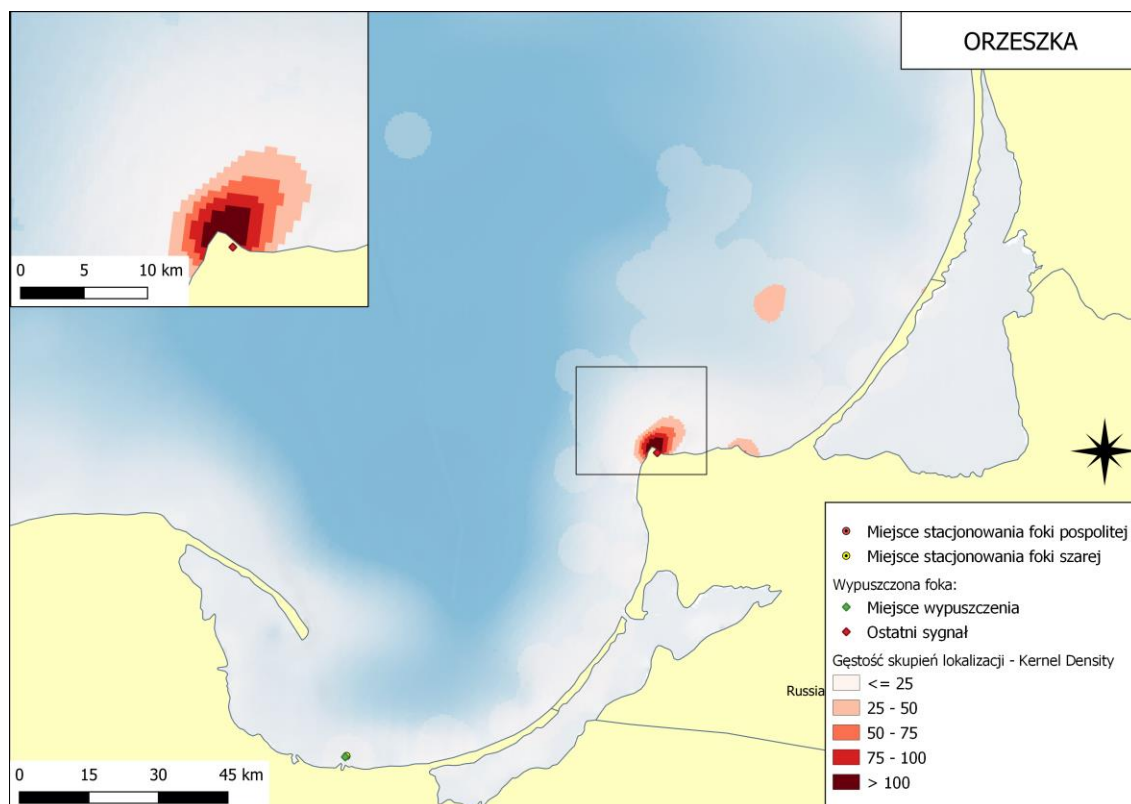 ORZESZKA
0 5 10 km
Russia
Miejsce stacjonowania foki pospolitej
Miejsce stacjonowania foki szarej
Wypuszczona foka:
Miejsce wypuszczenia
Ostatni sygnał
Gęstość skupień lokalizacji - Kernel Density
<= 25
25 - 50
50 - 75
75 - 100
> 100
0 15 30 45 km